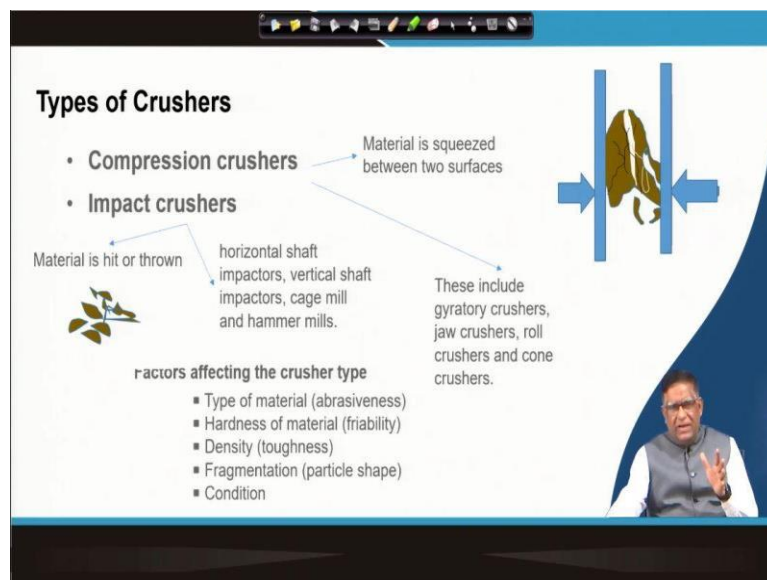 Types of Crushers
• Compression crushers
• Impact crushers
Material is squeezed
between two surfaces
Material is hit or thrown
horizontal shaft
impactors, vertical shaft
impactors, cage mill
and hammer mills.
These include
gyratory crushers,
jaw crushers, roll
crushers and cone
crushers.
Factors affecting the crusher type
▪ Type of material (abrasiveness)
▪ Hardness of material (friability)
▪ Density (toughness)
▪ Fragmentation (particle shape)
▪ Condition